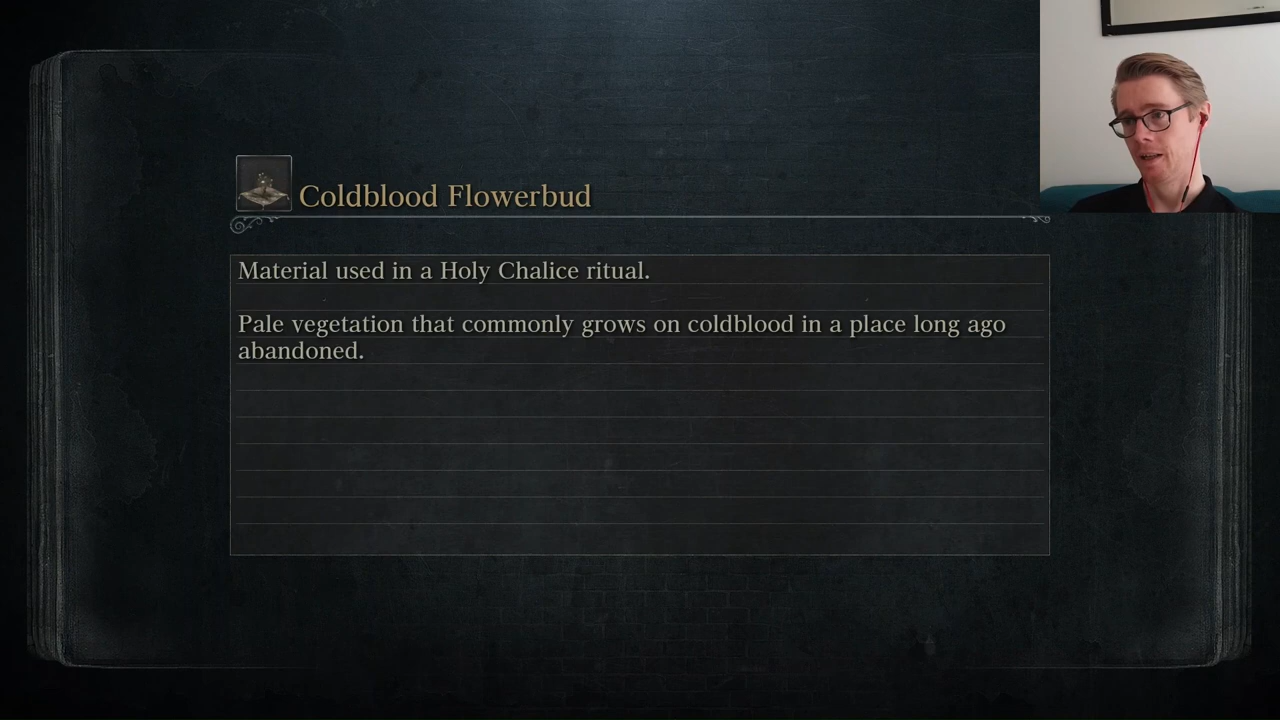 Coldblood Flowerbud
Material used in a Holy Chalice ritual.
Pale vegetation that commonly grows on coldblood in a place long ago
abandoned.